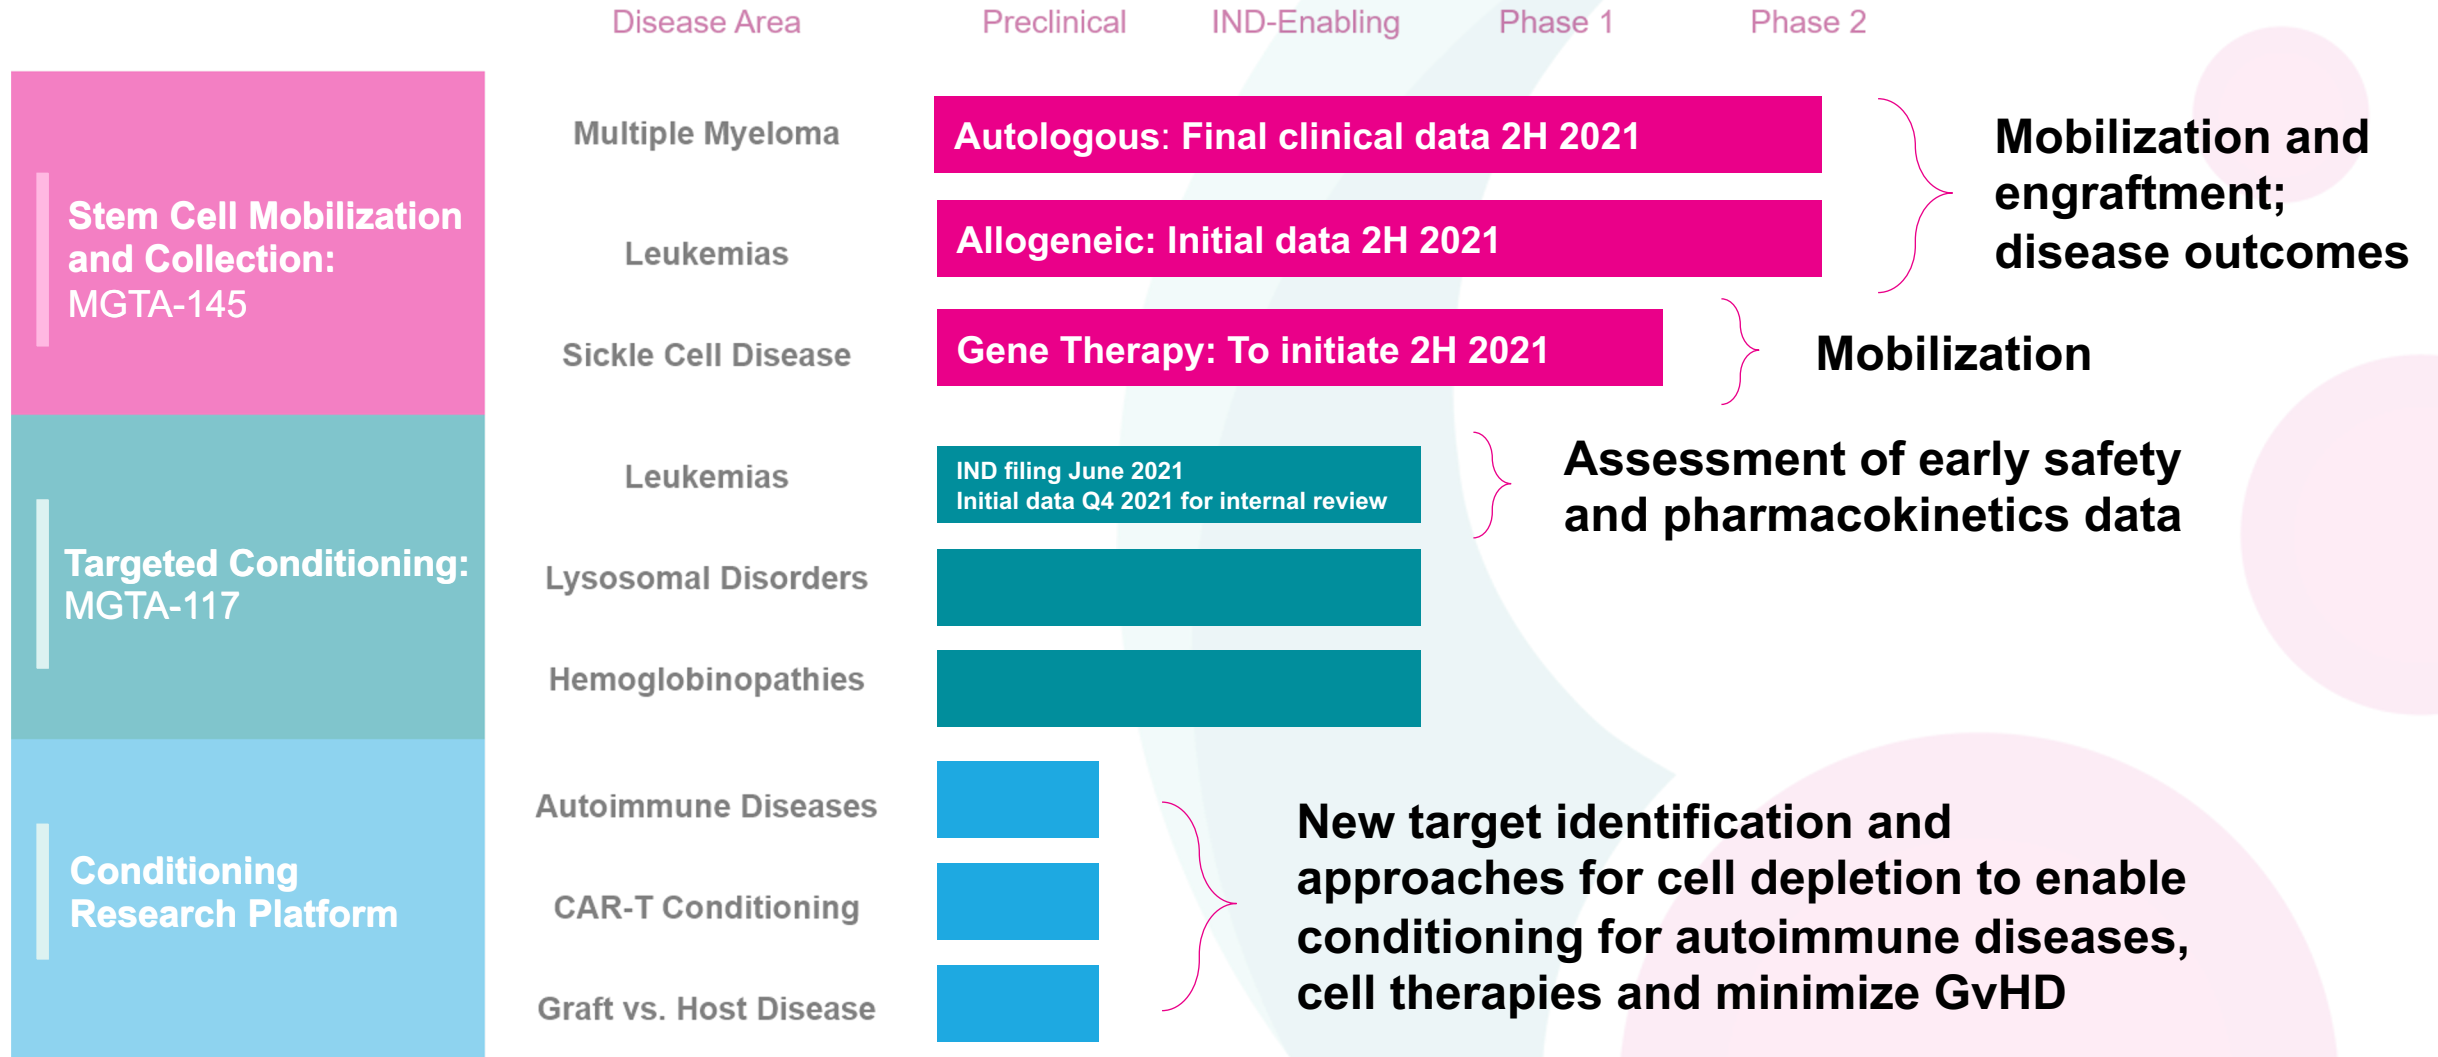 Disease Area
Preclinical
IND-Enabling
Phase 1
Phase 2
Stem Cell Mobilization
and Collection:
MGTA-145
Multiple Myeloma
Autologous: Final clinical data 2H 2021
Leukemias
Allogeneic: Initial data 2H 2021
Mobilization and
engraftment;
disease outcomes
Sickle Cell Disease
Gene Therapy: To initiate 2H 2021
Mobilization
Targeted Conditioning:
MGTA-117
Leukemias
IND filing June 2021
Initial data Q4 2021 for internal review
Assessment of early safety
and pharmacokinetics data
Lysosomal Disorders
Hemoglobinopathies
Conditioning
Research Platform
Autoimmune Diseases
CAR-T Conditioning
Graft vs. Host Disease
New target identification and
approaches for cell depletion to enable
conditioning for autoimmune diseases,
cell therapies and minimize GvHD